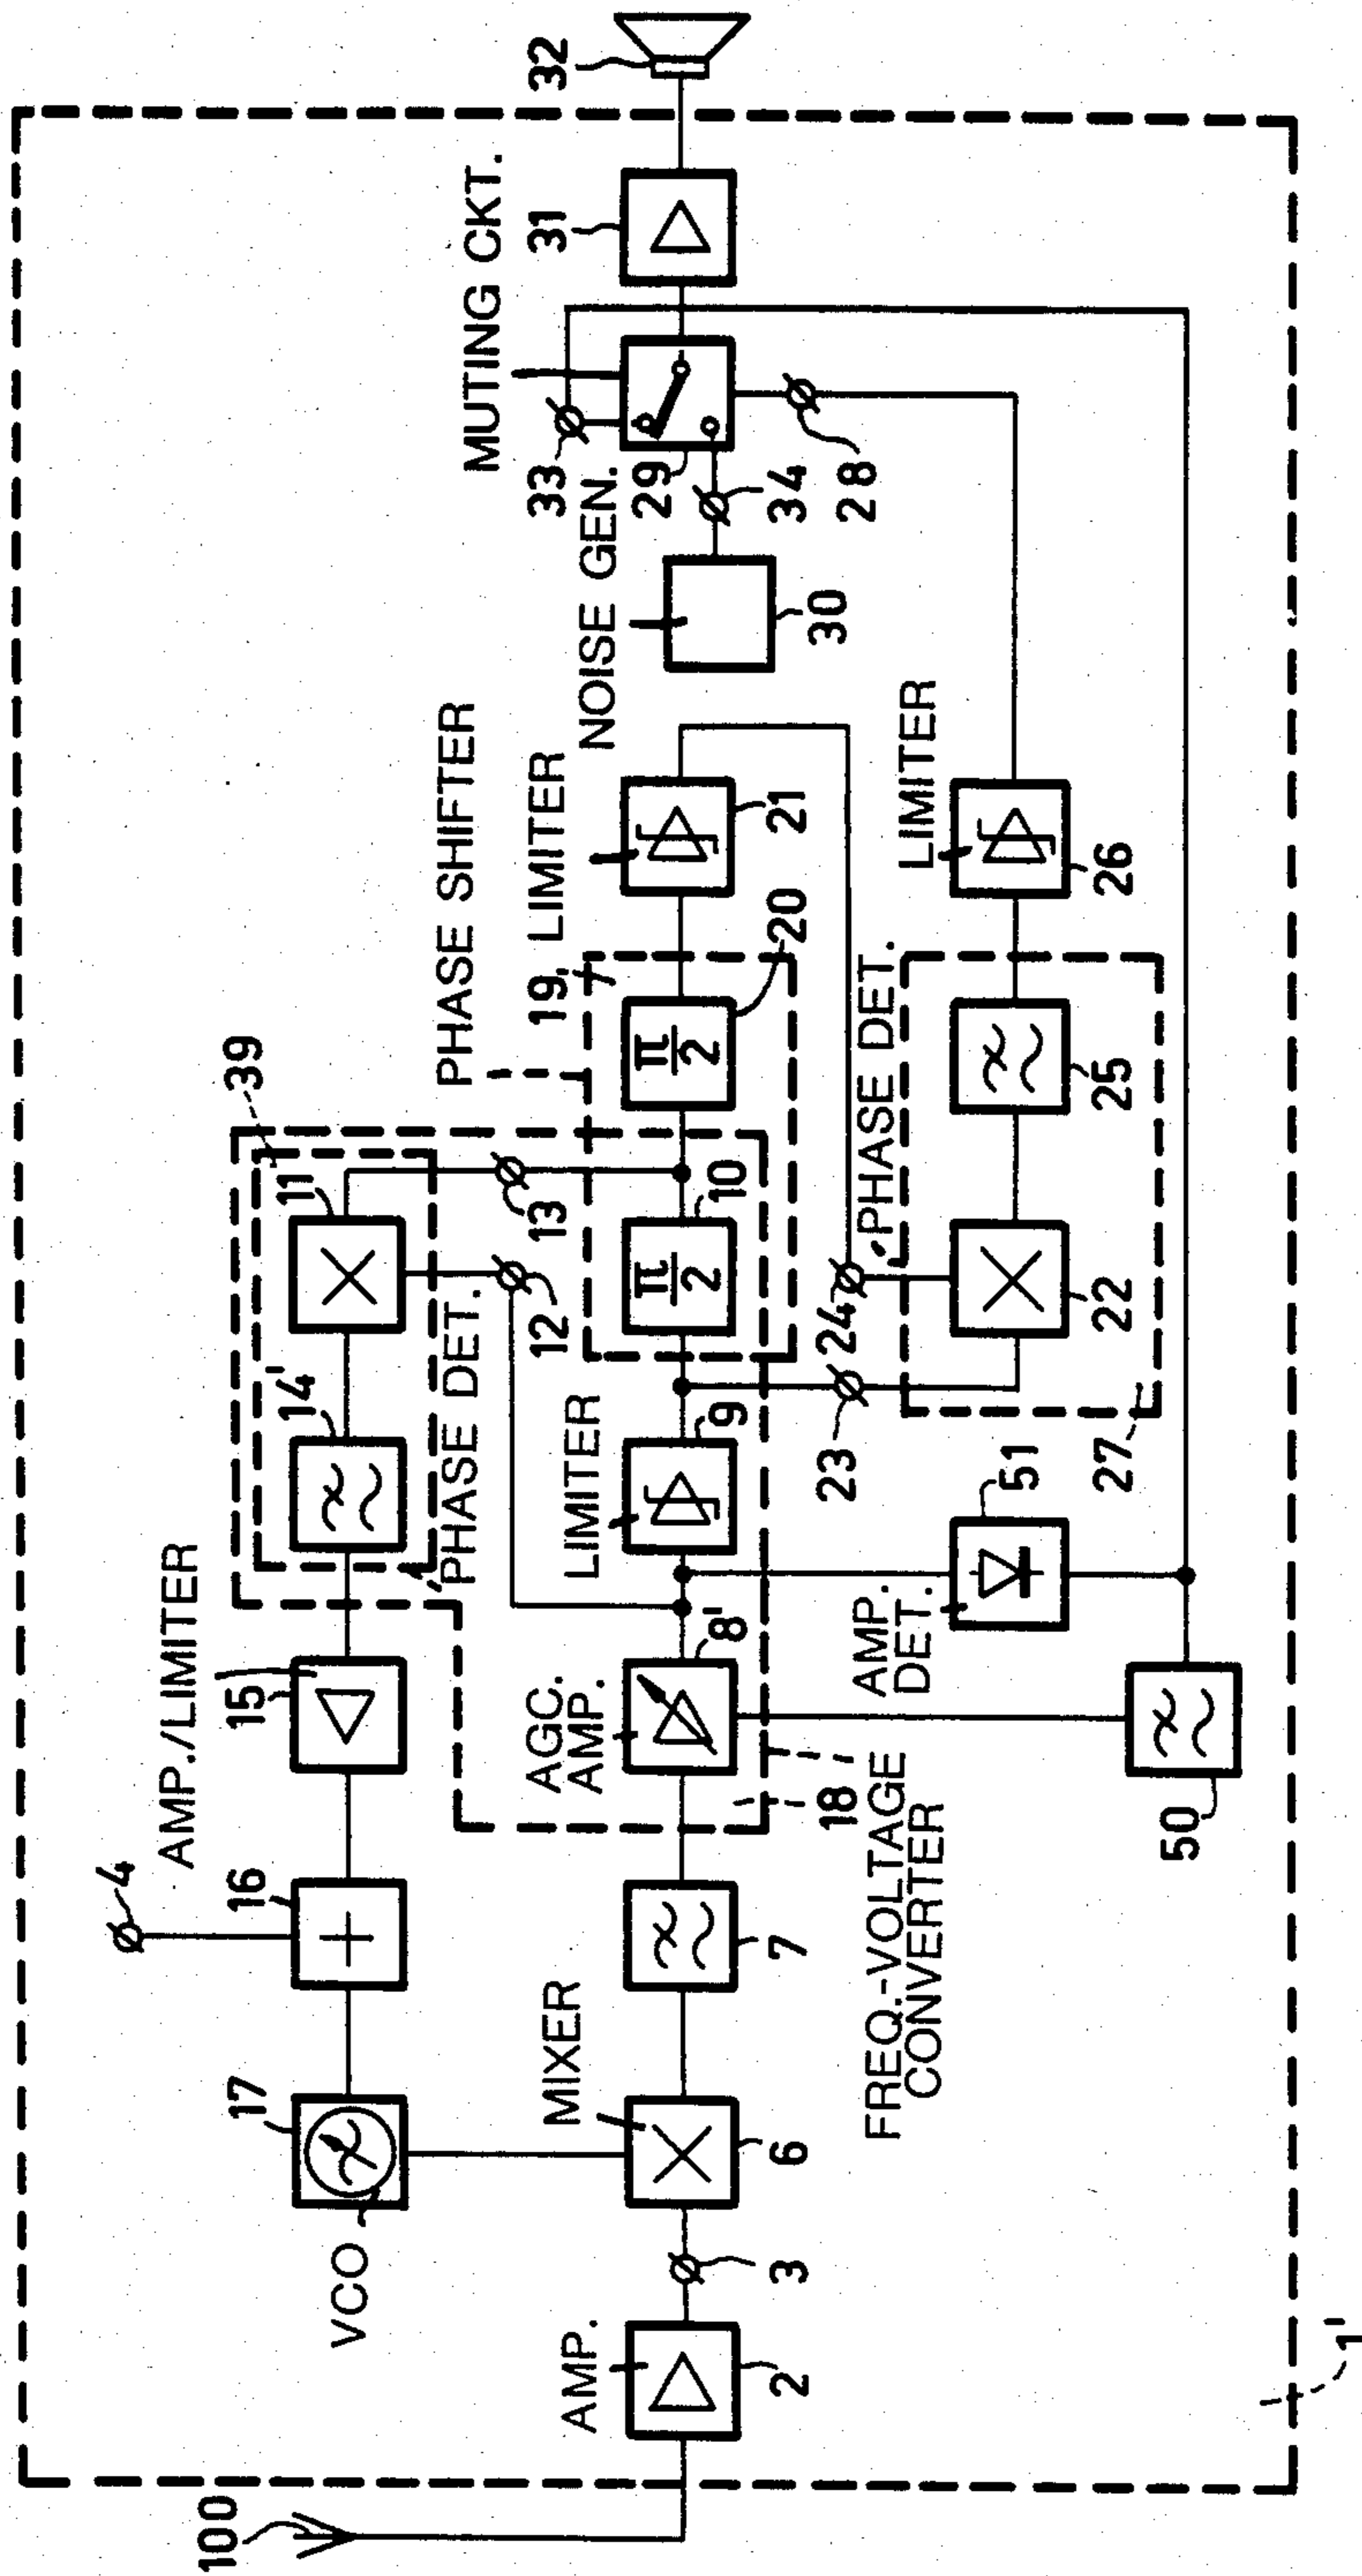 100
1'
AMP.
2
3
MIXER
6
VCO
17
16
4
AMP./LIMITER
15
7
FREQ.-VOLTAGE
CONVERTER
18
AGC.
AMP.
8'
50
AMP.
DET.
51
LIMITER
9
PHASE DET.
14'
11
39
12
13
π/2
10
π/2
20
19'
PHASE SHIFTER
LIMITER
21
23
24
PHASE DET.
22
25
27
LIMITER
26
NOISE GEN.
30
34
28
29
33
MUTING CKT.
31
32